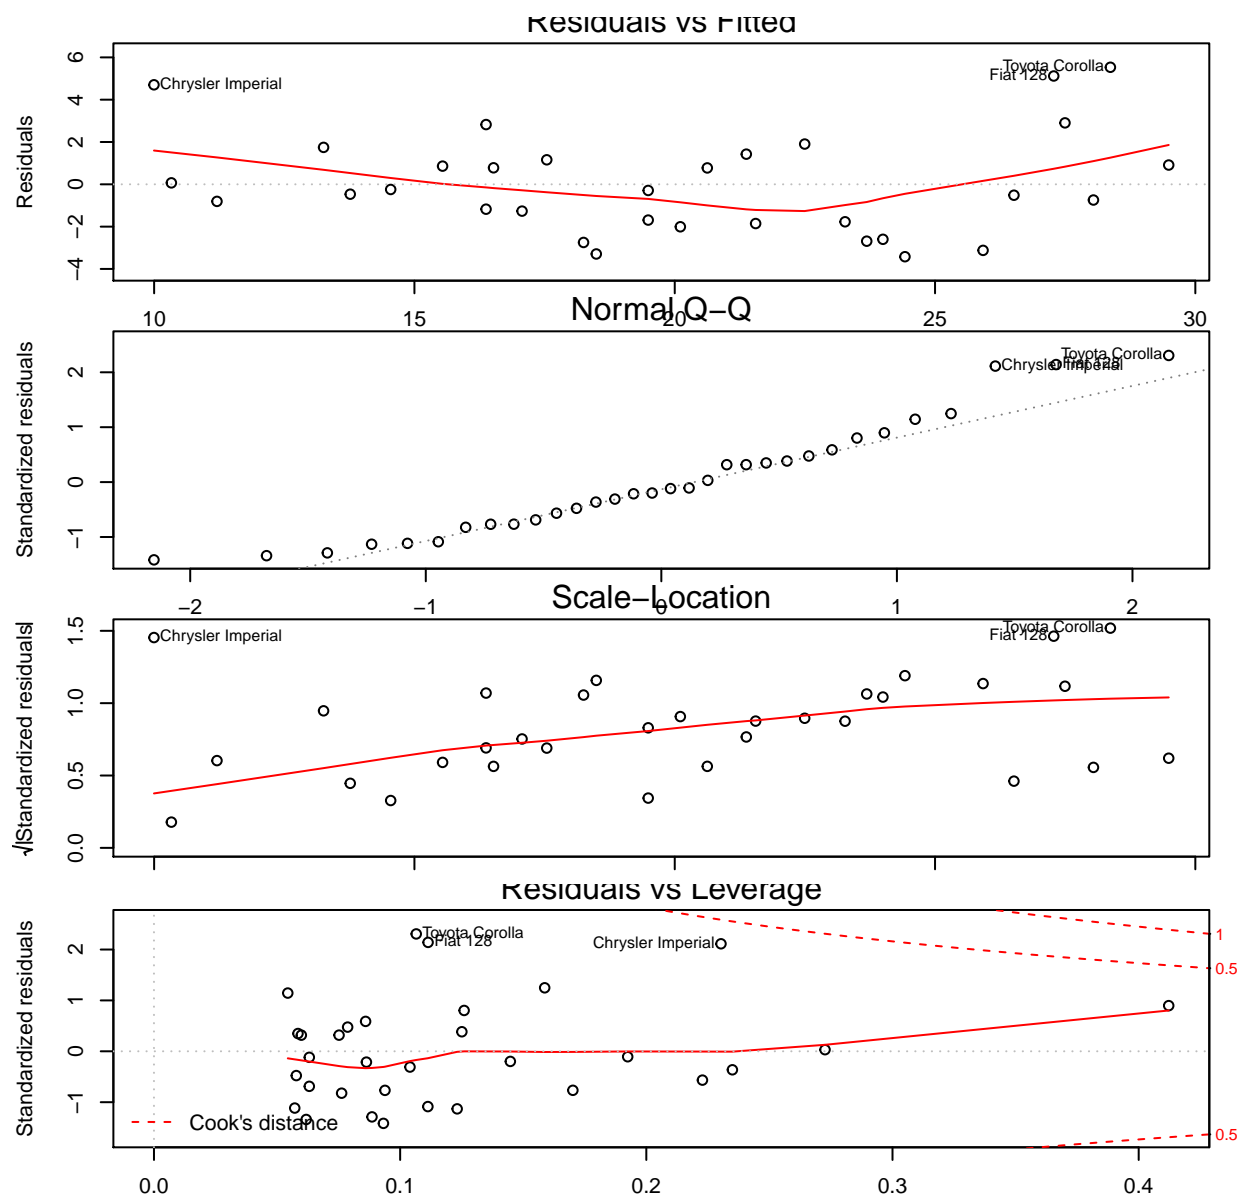 Residuals vs Fitted
Residuals
6
4
2
0
−2
−4
Chrysler Imperial
Toyota Corolla
Fiat 128
10
15
20
25
30
Normal Q−Q
Standardized residuals
2
1
0
−1
Toyota Corolla
Fiat 128
Chrysler Imperial
−2
−1
0
1
2
Scale−Location
√|Standardized residuals|
1.5
1.0
0.5
0.0
Chrysler Imperial
Toyota Corolla
Fiat 128
Residuals vs Leverage
Standardized residuals
2
1
0
−1
Toyota Corolla
Fiat 128
Chrysler Imperial
1
0.5
0.5
Cook's distance
0.0
0.1
0.2
0.3
0.4